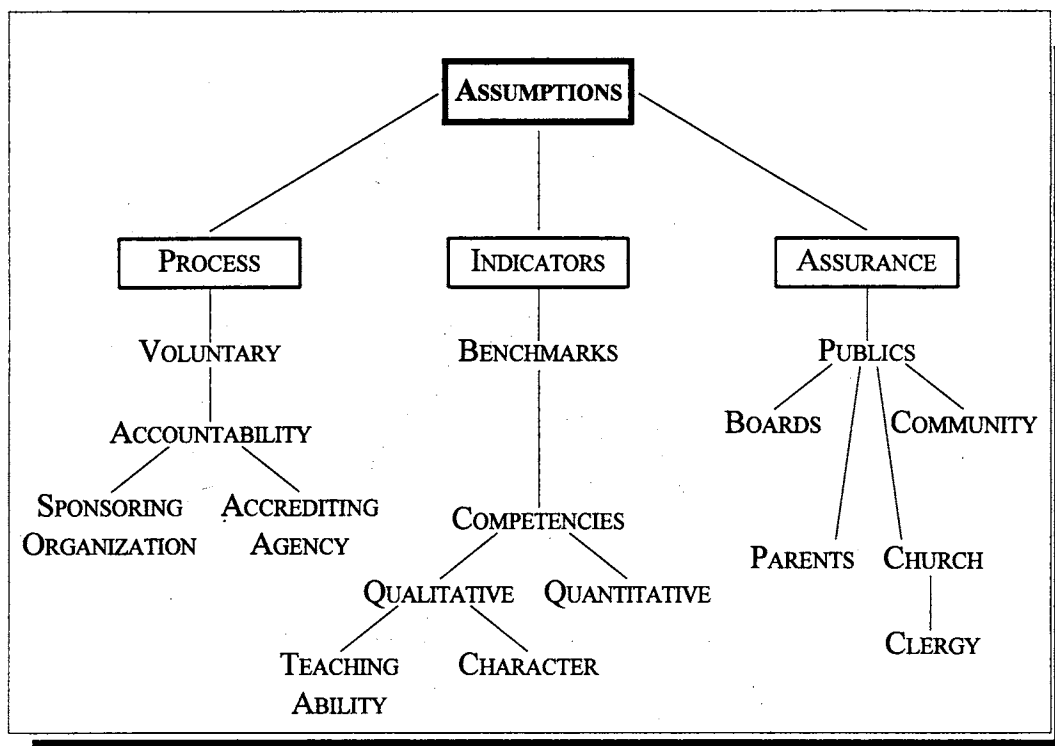 ASSUMPTIONS
PROCESS
INDICATORS
ASSURANCE
VOLUNTARY
BENCHMARKS
PUBLICS
BOARDS
COMMUNITY
ACCOUNTABILITY
SPONSORING
ORGANIZATION
ACCREDITING
AGENCY
COMPETENCIES
PARENTS
CHURCH
QUALITATIVE
QUANTITATIVE
CLERGY
TEACHING
ABILITY
CHARACTER